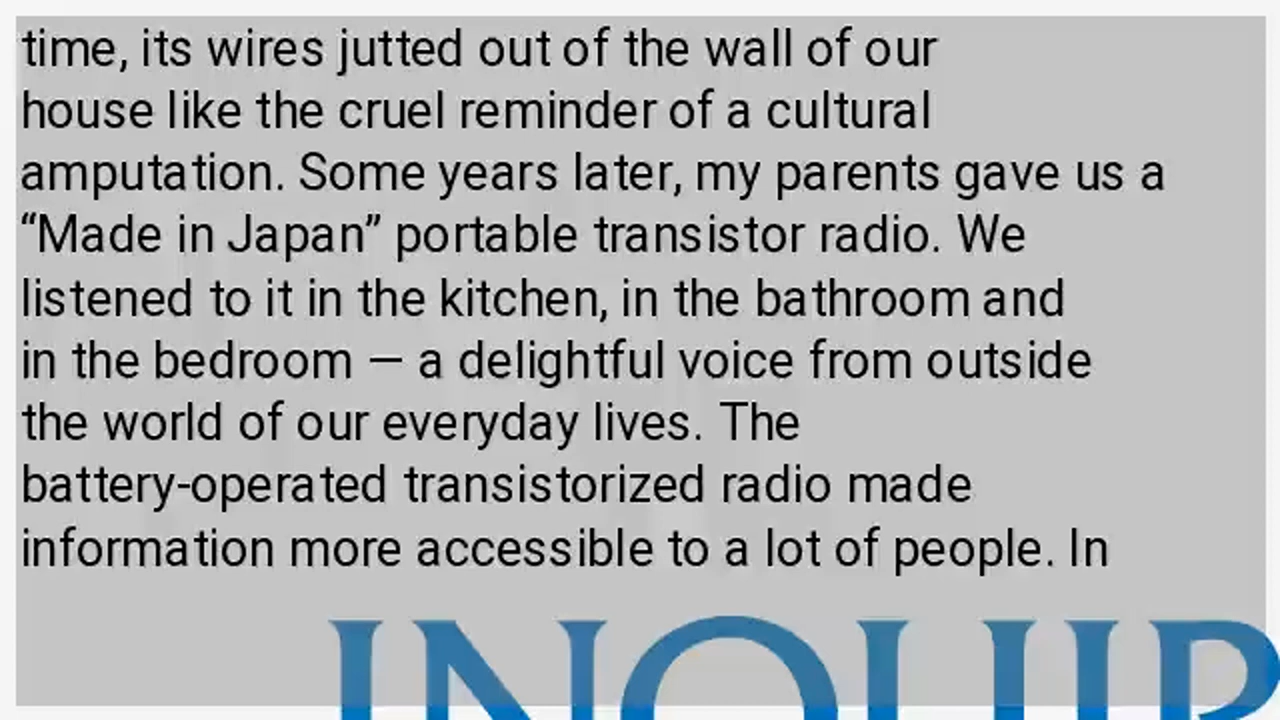 time, its wires jutted out of the wall of our
house like the cruel reminder of a cultural
amputation. Some years later, my parents gave us a
“Made in Japan” portable transistor radio. We
listened to it in the kitchen, in the bathroom and
in the bedroom — a delightful voice from outside
the world of our everyday lives. The
battery-operated transistorized radio made
information more accessible to a lot of people. In